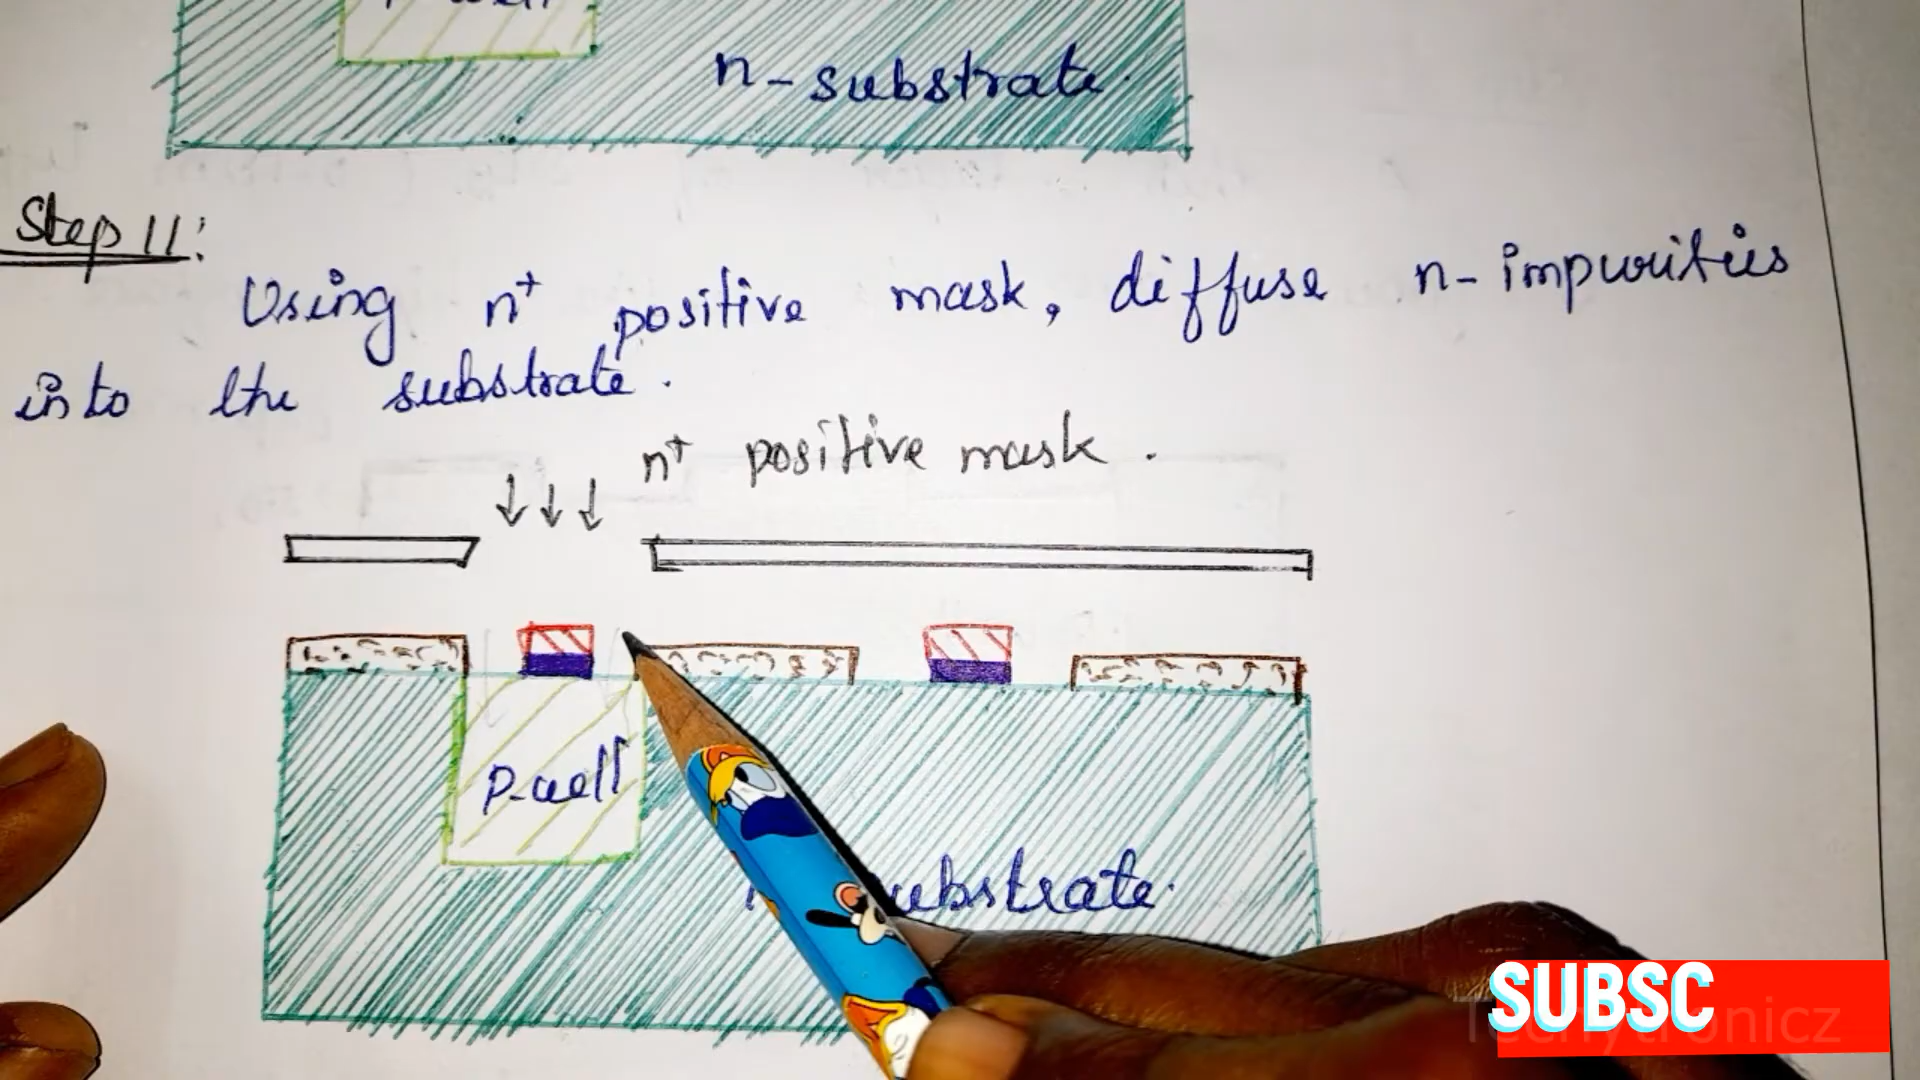 n-substrate.
Step 11:
Using n+ positive mask, diffuse n-impurities
into the substrate.
n+ positive mask.
p-well
substrate.
SUBSC